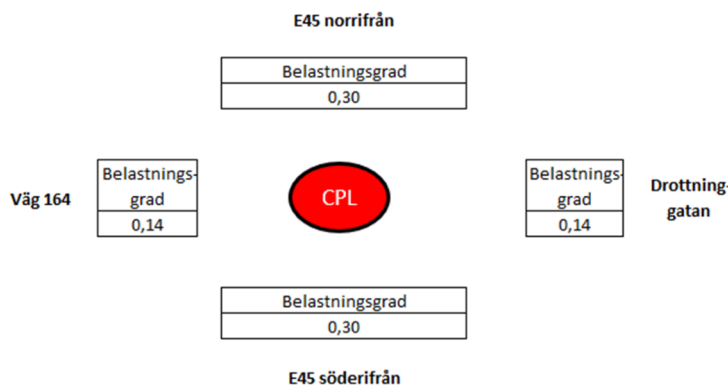 E45 norrifrån
Belastningsgrad
0,30
Väg 164
Belastnings-
grad
0,14
CPL
Belastnings-
grad
0,14
Drottning-
gatan
Belastningsgrad
0,30
E45 söderifrån